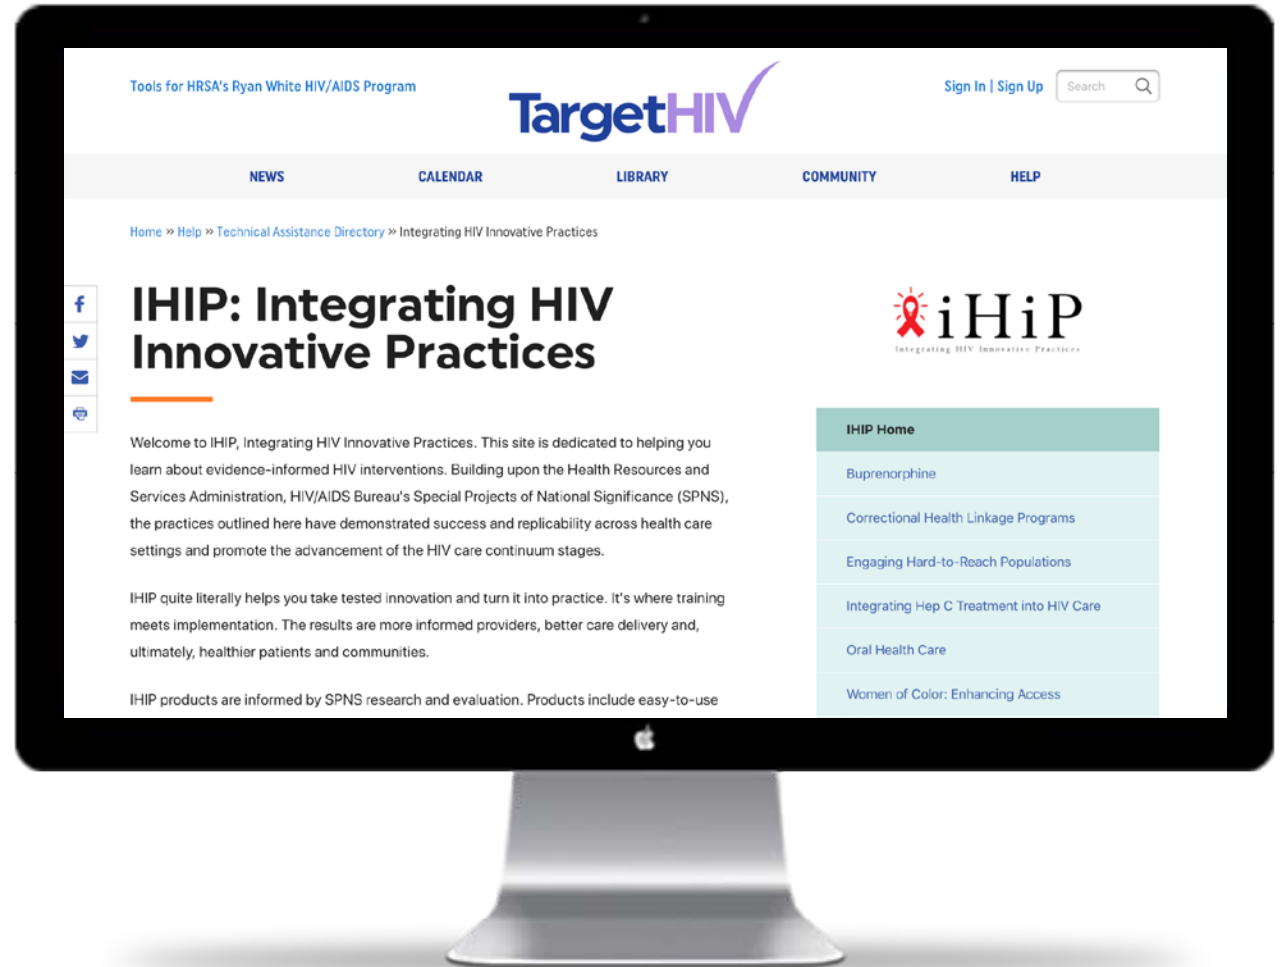 Tools for HRSA's Ryan White HIV/AIDS Program
TargetHIV
Sign In | Sign Up
Search
NEWS
CALENDAR
LIBRARY
COMMUNITY
HELP
Home » Help » Technical Assistance Directory » Integrating HIV Innovative Practices
IHIP: Integrating HIV
Innovative Practices
Welcome to IHIP, Integrating HIV Innovative Practices. This site is dedicated to helping you
learn about evidence-informed HIV interventions. Building upon the Health Resources and
Services Administration, HIV/AIDS Bureau's Special Projects of National Significance (SPNS),
the practices outlined here have demonstrated success and replicability across health care
settings and promote the advancement of the HIV care continuum stages.
IHIP quite literally helps you take tested innovation and turn it into practice. It's where training
meets implementation. The results are more informed providers, better care delivery and,
ultimately, healthier patients and communities.
IHIP products are informed by SPNS research and evaluation. Products include easy-to-use
iHiP
Integrating HIV Innovative Practices
IHIP Home
Buprenorphine
Correctional Health Linkage Programs
Engaging Hard-to-Reach Populations
Integrating Hep C Treatment into HIV Care
Oral Health Care
Women of Color: Enhancing Access